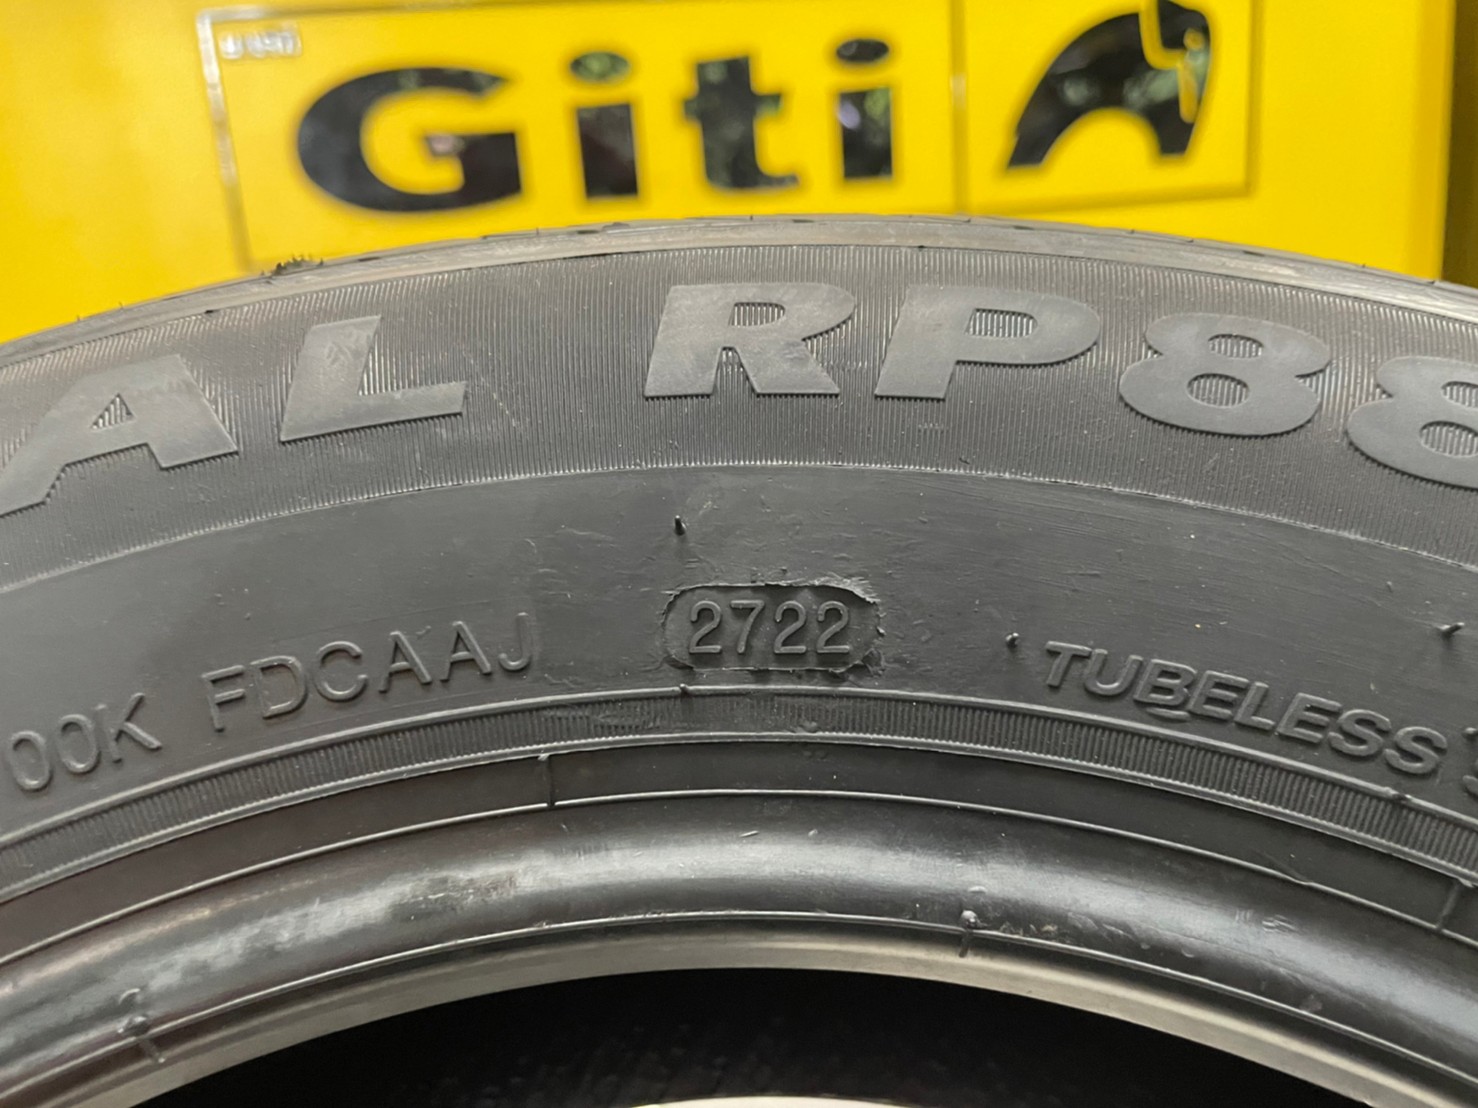 Giti
AL RP88
00K FDCAAJ 2722 TUBELESS